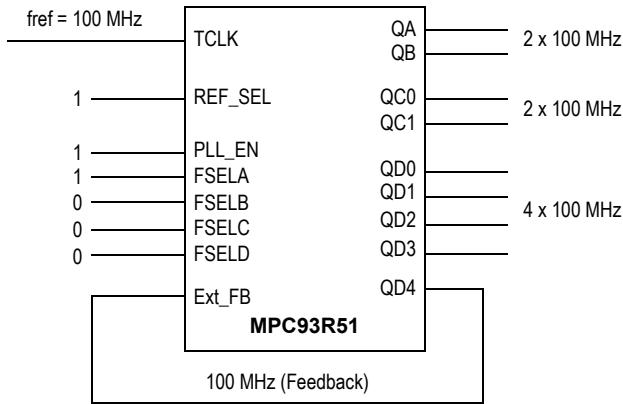 fref = 100 MHz
TCLK
QA
QB
2 x 100 MHz
1
REF_SEL
QC0
QC1
2 x 100 MHz
1
PLL_EN
1
FSELA
0
FSELB
0
FSELC
0
FSELD
QD0
QD1
QD2
QD3
4 x 100 MHz
Ext_FB
QD4
MPC93R51
100 MHz (Feedback)